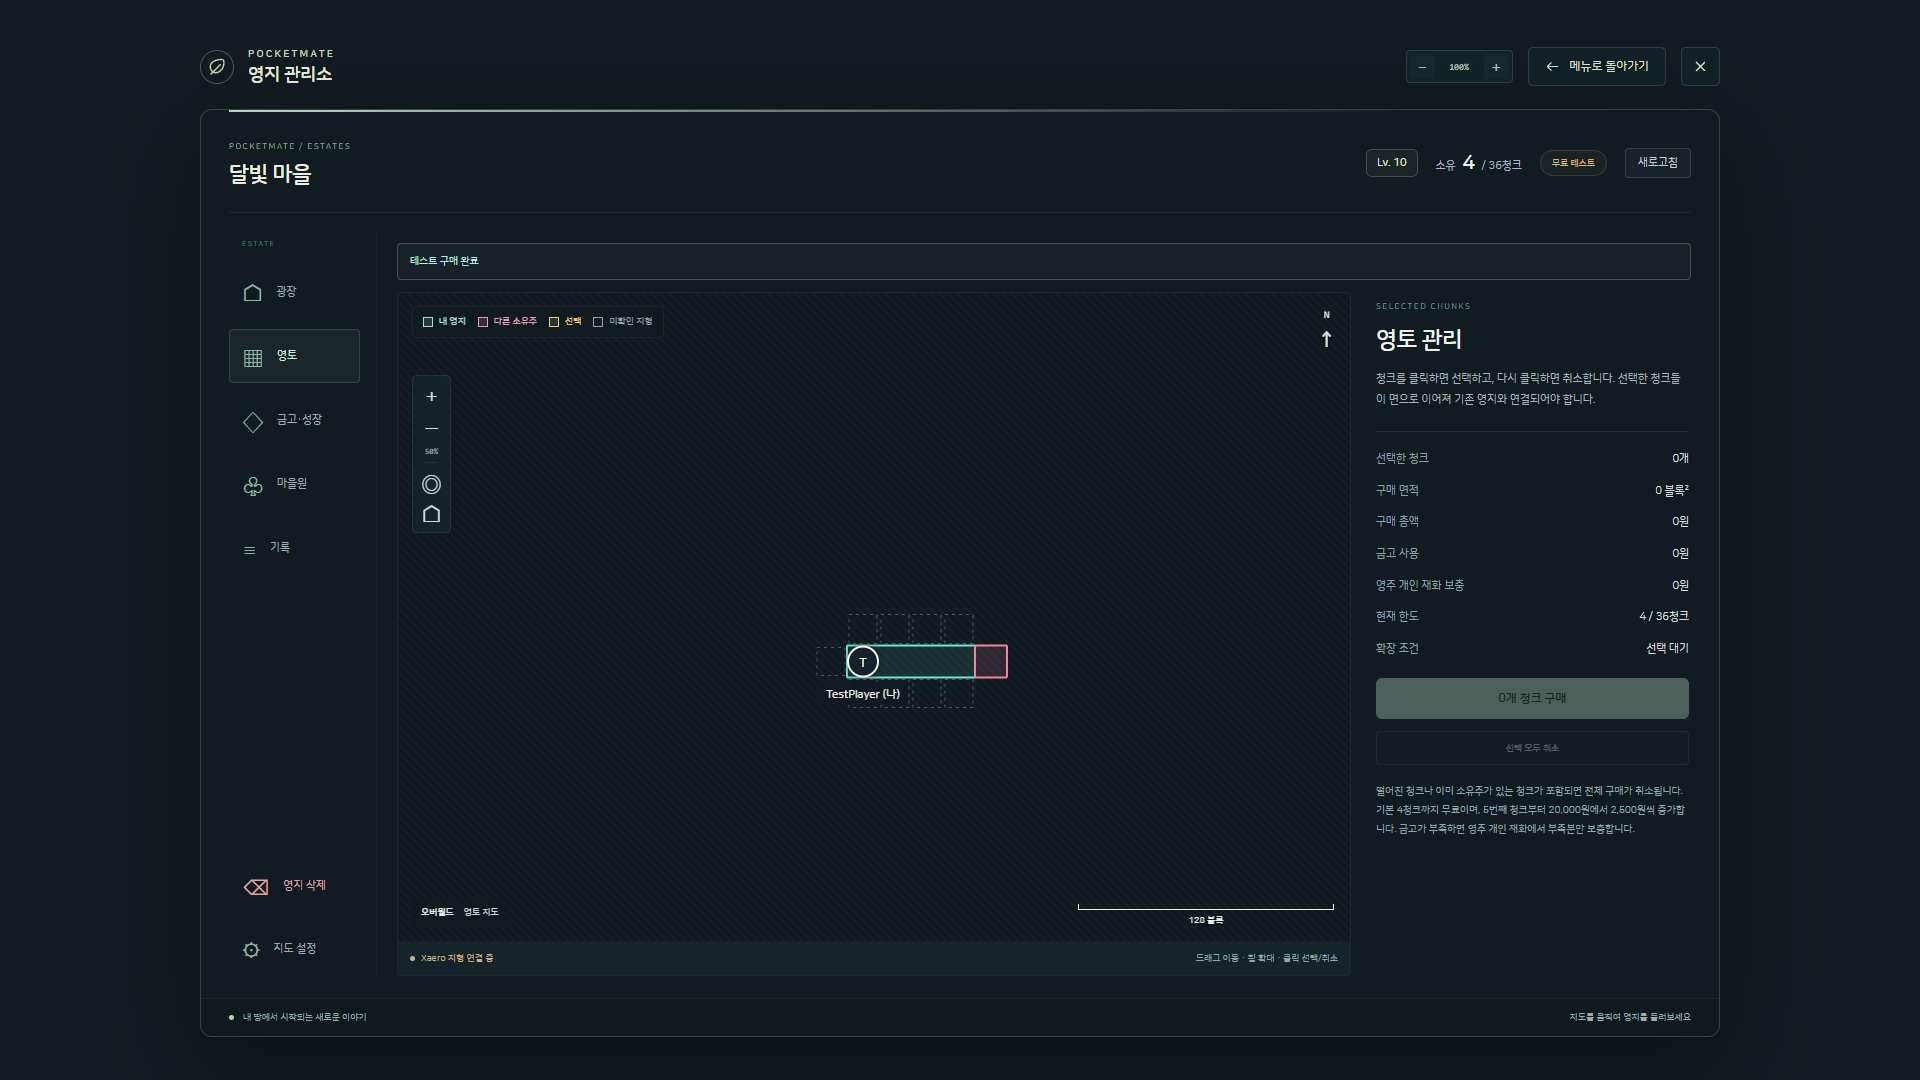 POCKETMATE
영지 관리소
− 100% +
← 메뉴로 돌아가기
POCKETMATE / ESTATES
달빛 마을
Lv. 10
소유 4 / 36청크
무료 테스트
새로고침
ESTATE
광장
영토
금고·성장
마을원
기록
영지 삭제
지도 설정
테스트 구매 완료
내 영지
다른 소유주
선택
미확인 지형
N
+
—
50%
T
TestPlayer (나)
오버월드 영토 지도
128 블록
Xaero 지형 연결 중
드래그 이동 · 휠 확대 · 클릭 선택/취소
SELECTED CHUNKS
영토 관리
청크를 클릭하면 선택하고, 다시 클릭하면 취소합니다. 선택한 청크들
이 면으로 이어져 기존 영지와 연결되어야 합니다.
선택한 청크 0개
구매 면적 0 블록²
구매 총액 0원
금고 사용 0원
영주 개인 재화 보충 0원
현재 한도 4 / 36청크
확장 조건 선택 대기
0개 청크 구매
선택 모두 취소
떨어진 청크나 이미 소유주가 있는 청크가 포함되면 전체 구매가 취소됩니다.
기본 4청크까지 무료이며, 5번째 청크부터 20,000원에서 2,500원씩 증가합
니다. 금고가 부족하면 영주 개인 재화에서 부족분만 보충합니다.
내 땅에서 시작되는 새로운 이야기
지도를 움직여 영지를 둘러보세요